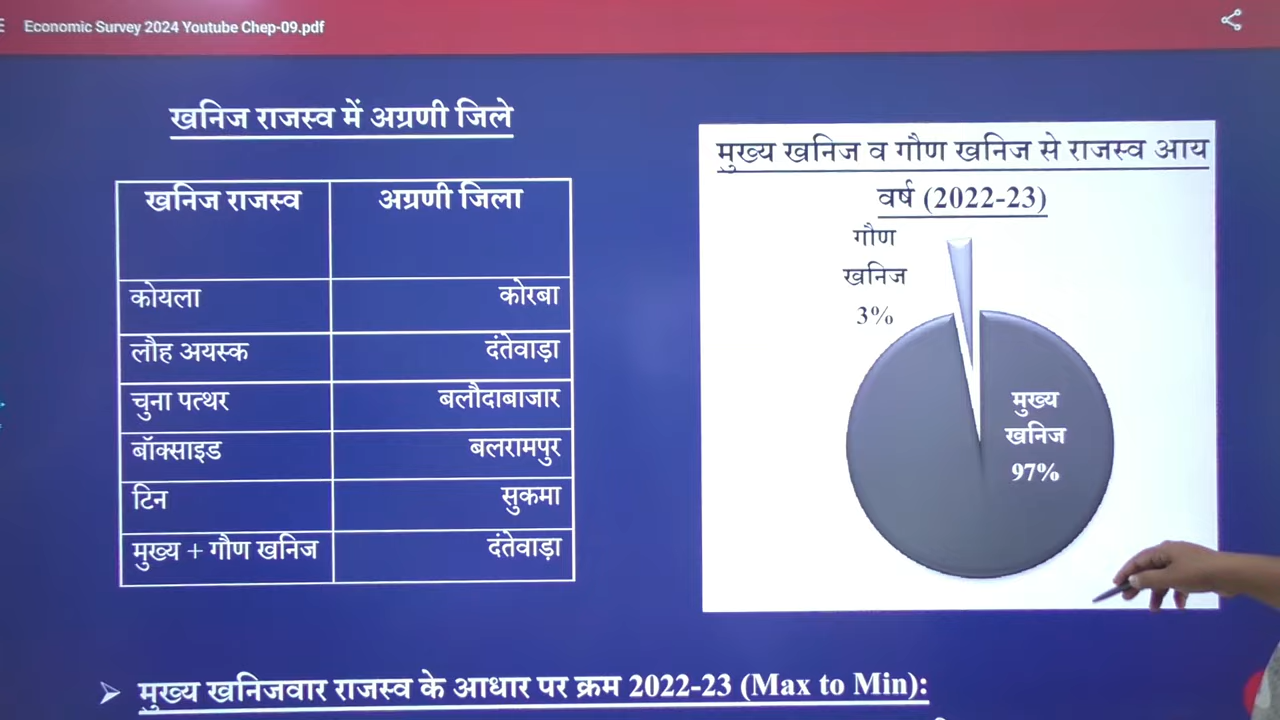 Economic Survey 2024 Youtube Chep-09.pdf
खनिज राजस्व में अग्रणी जिले
खनिज राजस्व अग्रणी जिला
कोयला कोरबा
लौह अयस्क दंतेवाड़ा
चुना पत्थर बलौदाबाजार
बॉक्साइड बलरामपुर
टिन सुकमा
मुख्य + गौण खनिज दंतेवाड़ा
मुख्य खनिज व गौण खनिज से राजस्व आय
वर्ष (2022-23)
गौण
खनिज
3%
मुख्य
खनिज
97%
मुख्य खनिजवार राजस्व के आधार पर क्रम 2022-23 (Max to Min):